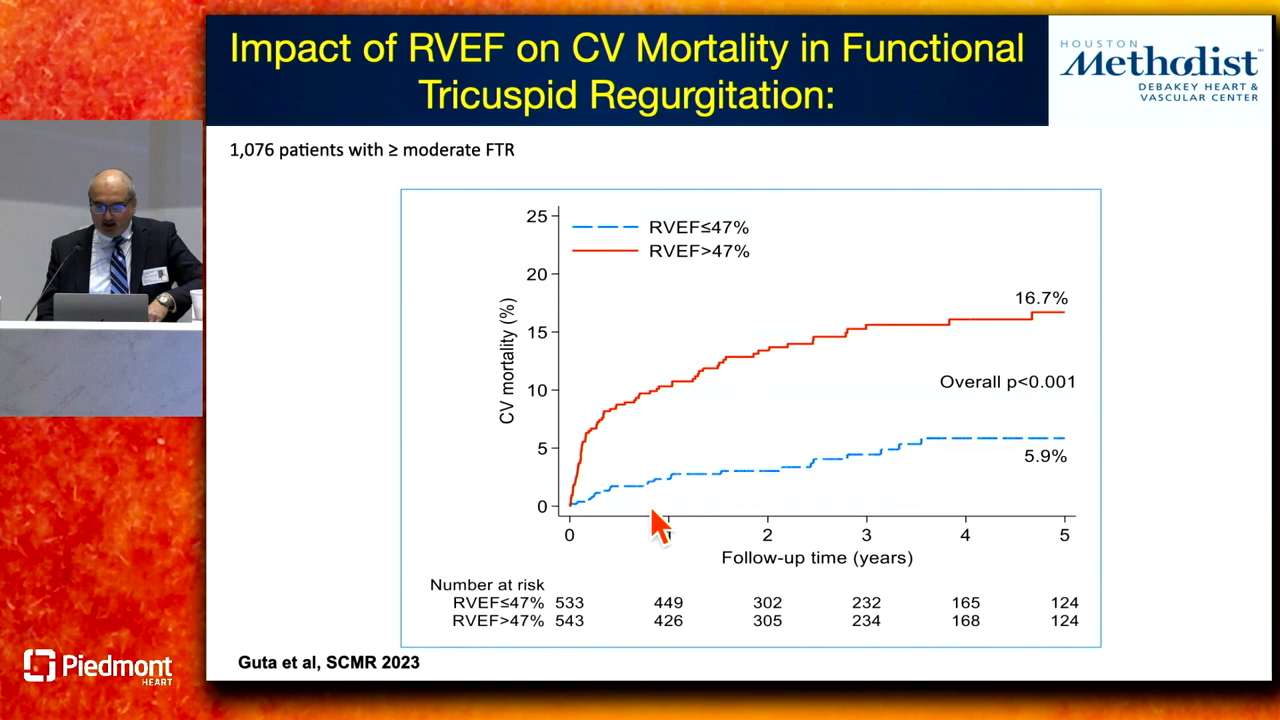 Impact of RVEF on CV Mortality in Functional
Tricuspid Regurgitation:
HOUSTON
Methodist
DEBAKEY HEART &
VASCULAR CENTER
1,076 patients with ≥ moderate FTR
25
20
15
10
5
0
CV mortality (%)
RVEF≤47%
RVEF>47%
16.7%
Overall p<0.001
5.9%
0 1 2 3 4 5
Follow-up time (years)
Number at risk
RVEF≤47% 533 449 302 232 165 124
RVEF>47% 543 426 305 234 168 124
Guta et al, SCMR 2023
Piedmont
HEART